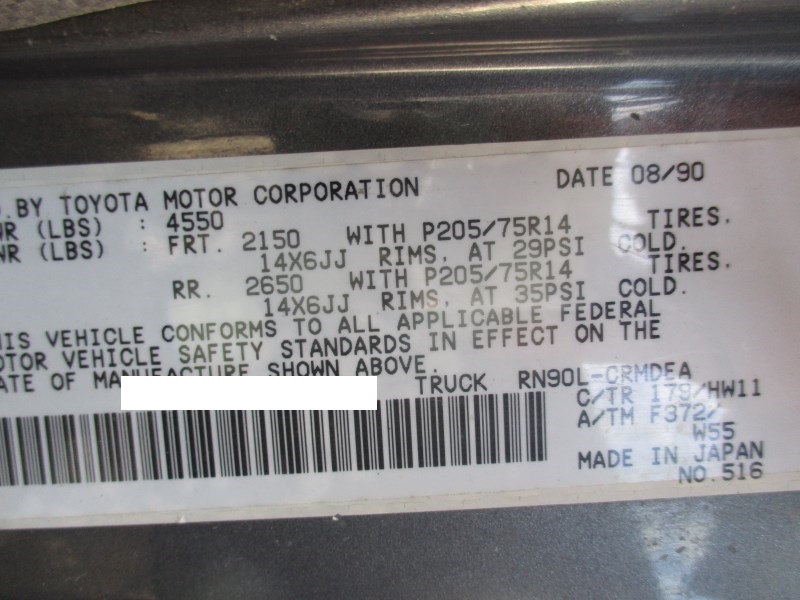 . BY TOYOTA MOTOR CORPORATION DATE 08/90
WR (LBS) : 4550
WR (LBS) : FRT. 2150 WITH P205/75R14 TIRES.
14X6JJ RIMS, AT 29PSI COLD.
RR. 2650 WITH P205/75R14 TIRES.
14X6JJ RIMS, AT 35PSI COLD.
HIS VEHICLE CONFORMS TO ALL APPLICABLE FEDERAL
OTOR VEHICLE SAFETY STANDARDS IN EFFECT ON THE
ATE OF MANUFACTURE SHOWN ABOVE.
TRUCK RN90L-CRMDEA
C/TR 179/HW11
A/TM F372/
W55
MADE IN JAPAN
NO.516